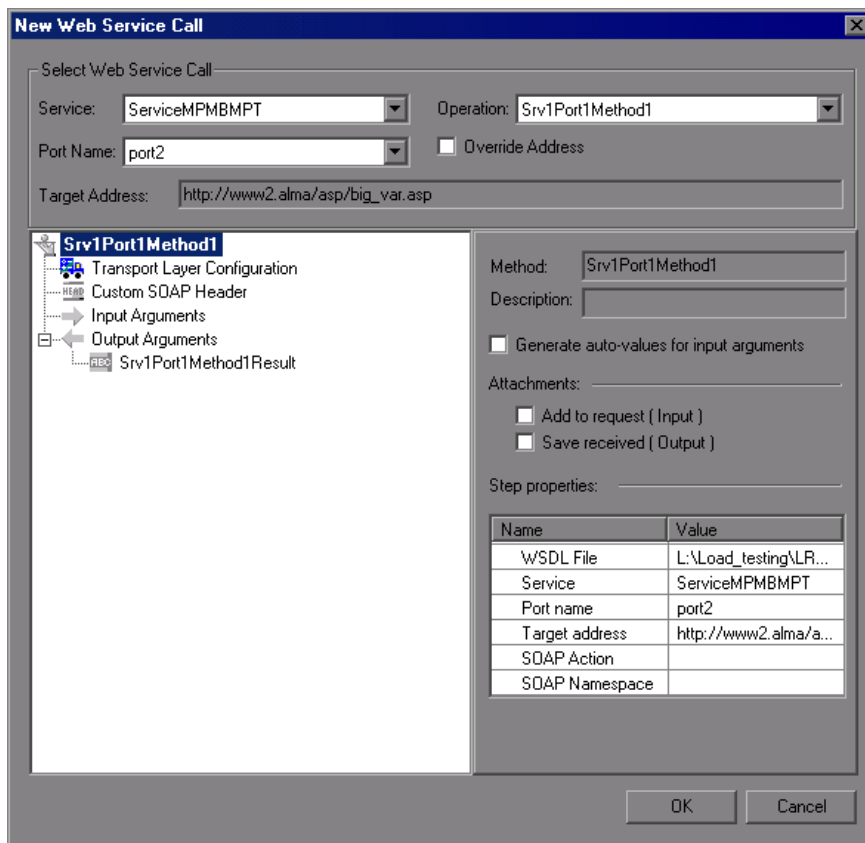 New Web Service Call
Select Web Service Call
Service: ServiceMPMBMPT Operation: Srv1Port1Method1
Port Name: port2 Override Address
Target Address: http://www2.alma/asp/big_var.asp
Srv1Port1Method1
Transport Layer Configuration
HEAD Custom SOAP Header
Input Arguments
Output Arguments
ABC Srv1Port1Method1Result
Method: Srv1Port1Method1
Description:
Generate auto-values for input arguments
Attachments:
Add to request ( Input )
Save received ( Output )
Step properties:
Name Value
WSDL File L:\Load_testing\LR...
Service ServiceMPMBMPT
Port name port2
Target address http://www2.alma/a...
SOAP Action
SOAP Namespace
OK Cancel